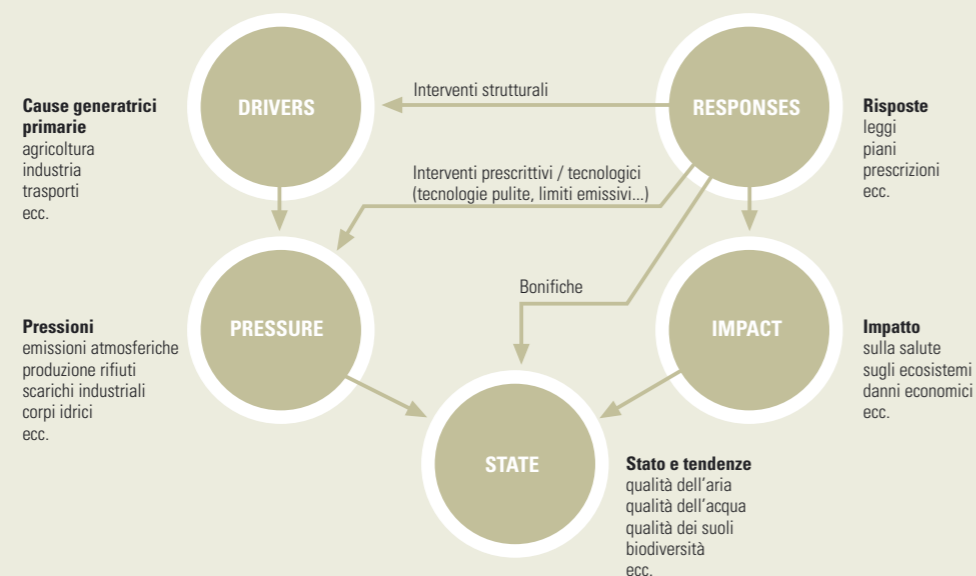 Cause generatrici
primarie
agricoltura
industria
trasporti
ecc.
DRIVERS
Interventi strutturali
RESPONSES
Risposte
leggi
piani
prescrizioni
ecc.
Interventi prescrittivi / tecnologici
(tecnologie pulite, limiti emissivi...)
Bonifiche
Pressioni
emissioni atmosferiche
produzione rifiuti
scarichi industriali
corpi idrici
ecc.
PRESSURE
IMPACT
Impatto
sulla salute
sugli ecosistemi
danni economici
ecc.
STATE
Stato e tendenze
qualità dell'aria
qualità dell'acqua
qualità dei suoli
biodiversità
ecc.